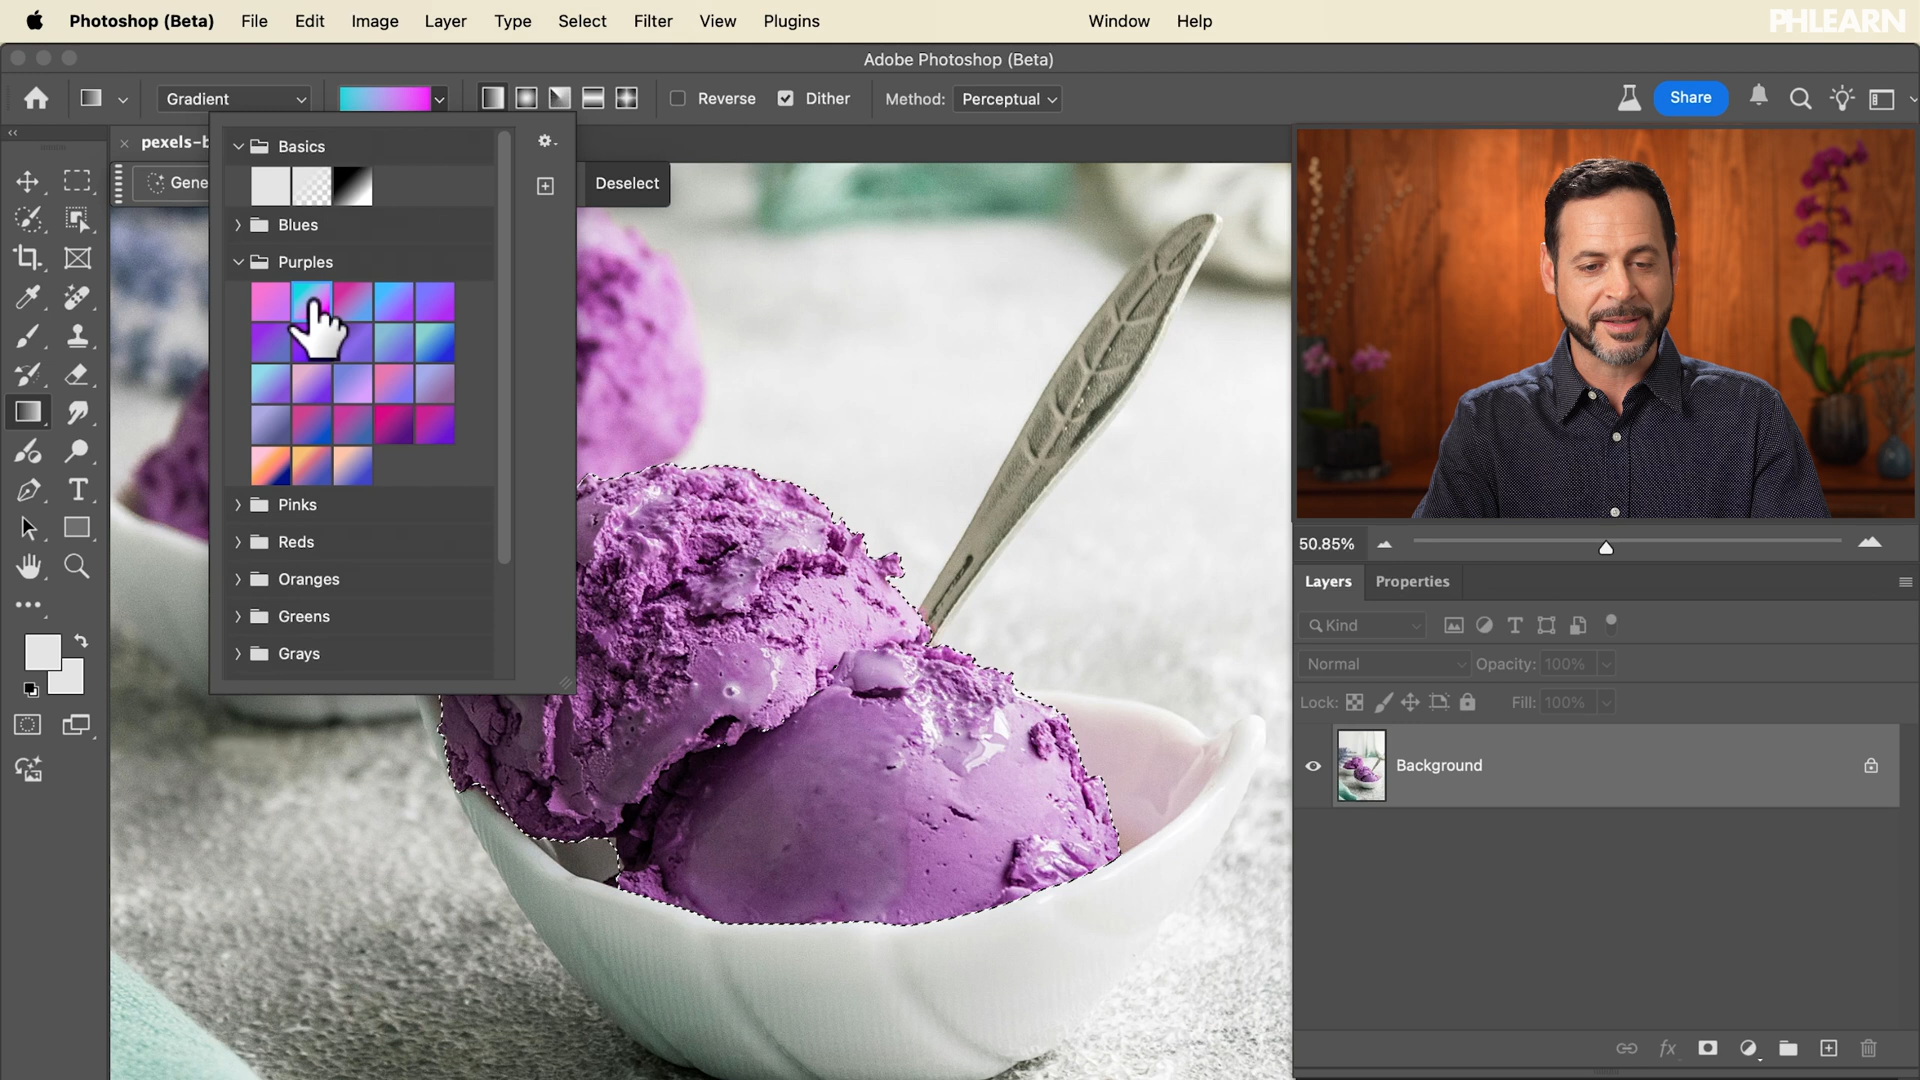 Photoshop (Beta) File Edit Image Layer Type Select Filter View Plugins Window Help
PHLEARN
Adobe Photoshop (Beta)
Gradient
Reverse
Dither
Method: Perceptual
Share
pexels-b
Gene
Deselect
Basics
Blues
Purples
Pinks
Reds
Oranges
Greens
Grays
50.85%
Layers Properties
Kind
Normal
Opacity: 100%
Lock:
Fill: 100%
Background
fx